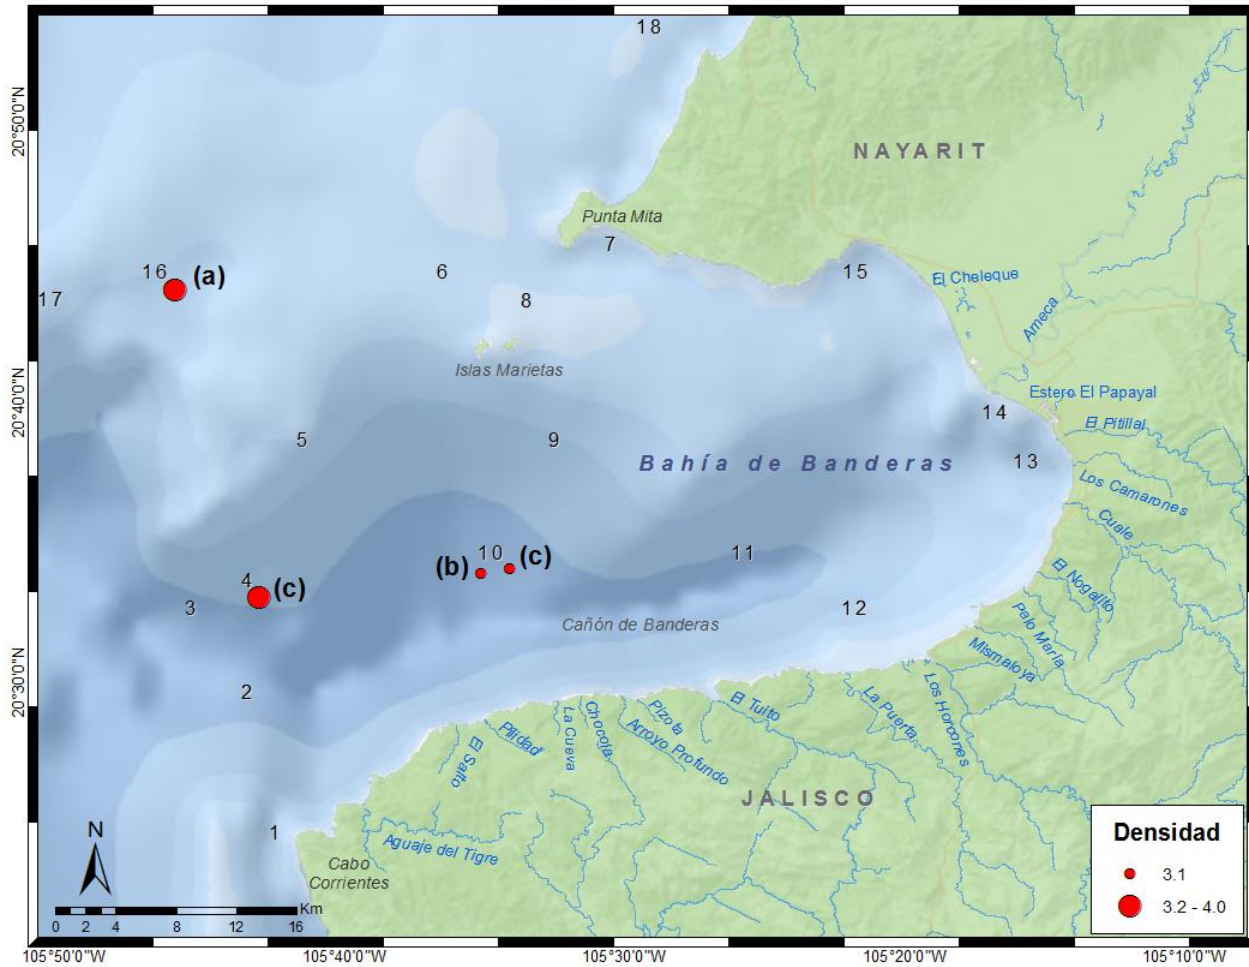 18
20°50'0"N
NAYARIT
Punta Mita
7
16
(a)
6
15
El Cheleque
17
8
Ameca
Islas Marietas
20°40'0"N
Estero El Papayal
14
El Pitillal
5
9
Bahía de Banderas
13
Los Camarones
Cuale
10
(b)
(c)
11
El Nogalito
4
(c)
3
12
Palo María
Cañón de Banderas
Mismaloya
20°30'0"N
2
Los Horcones
La Puerta
El Tuito
Pizota
Chocola
La Cueva
Arroyo Profundo
Pilidad
El Salto
JALISCO
1
Aguaje del Tigre
Cabo
Corrientes
N
Km
0 2 4 8 12 16
Densidad
3.1
3.2 - 4.0
105°50'0"W 105°40'0"W 105°30'0"W 105°20'0"W 105°10'0"W